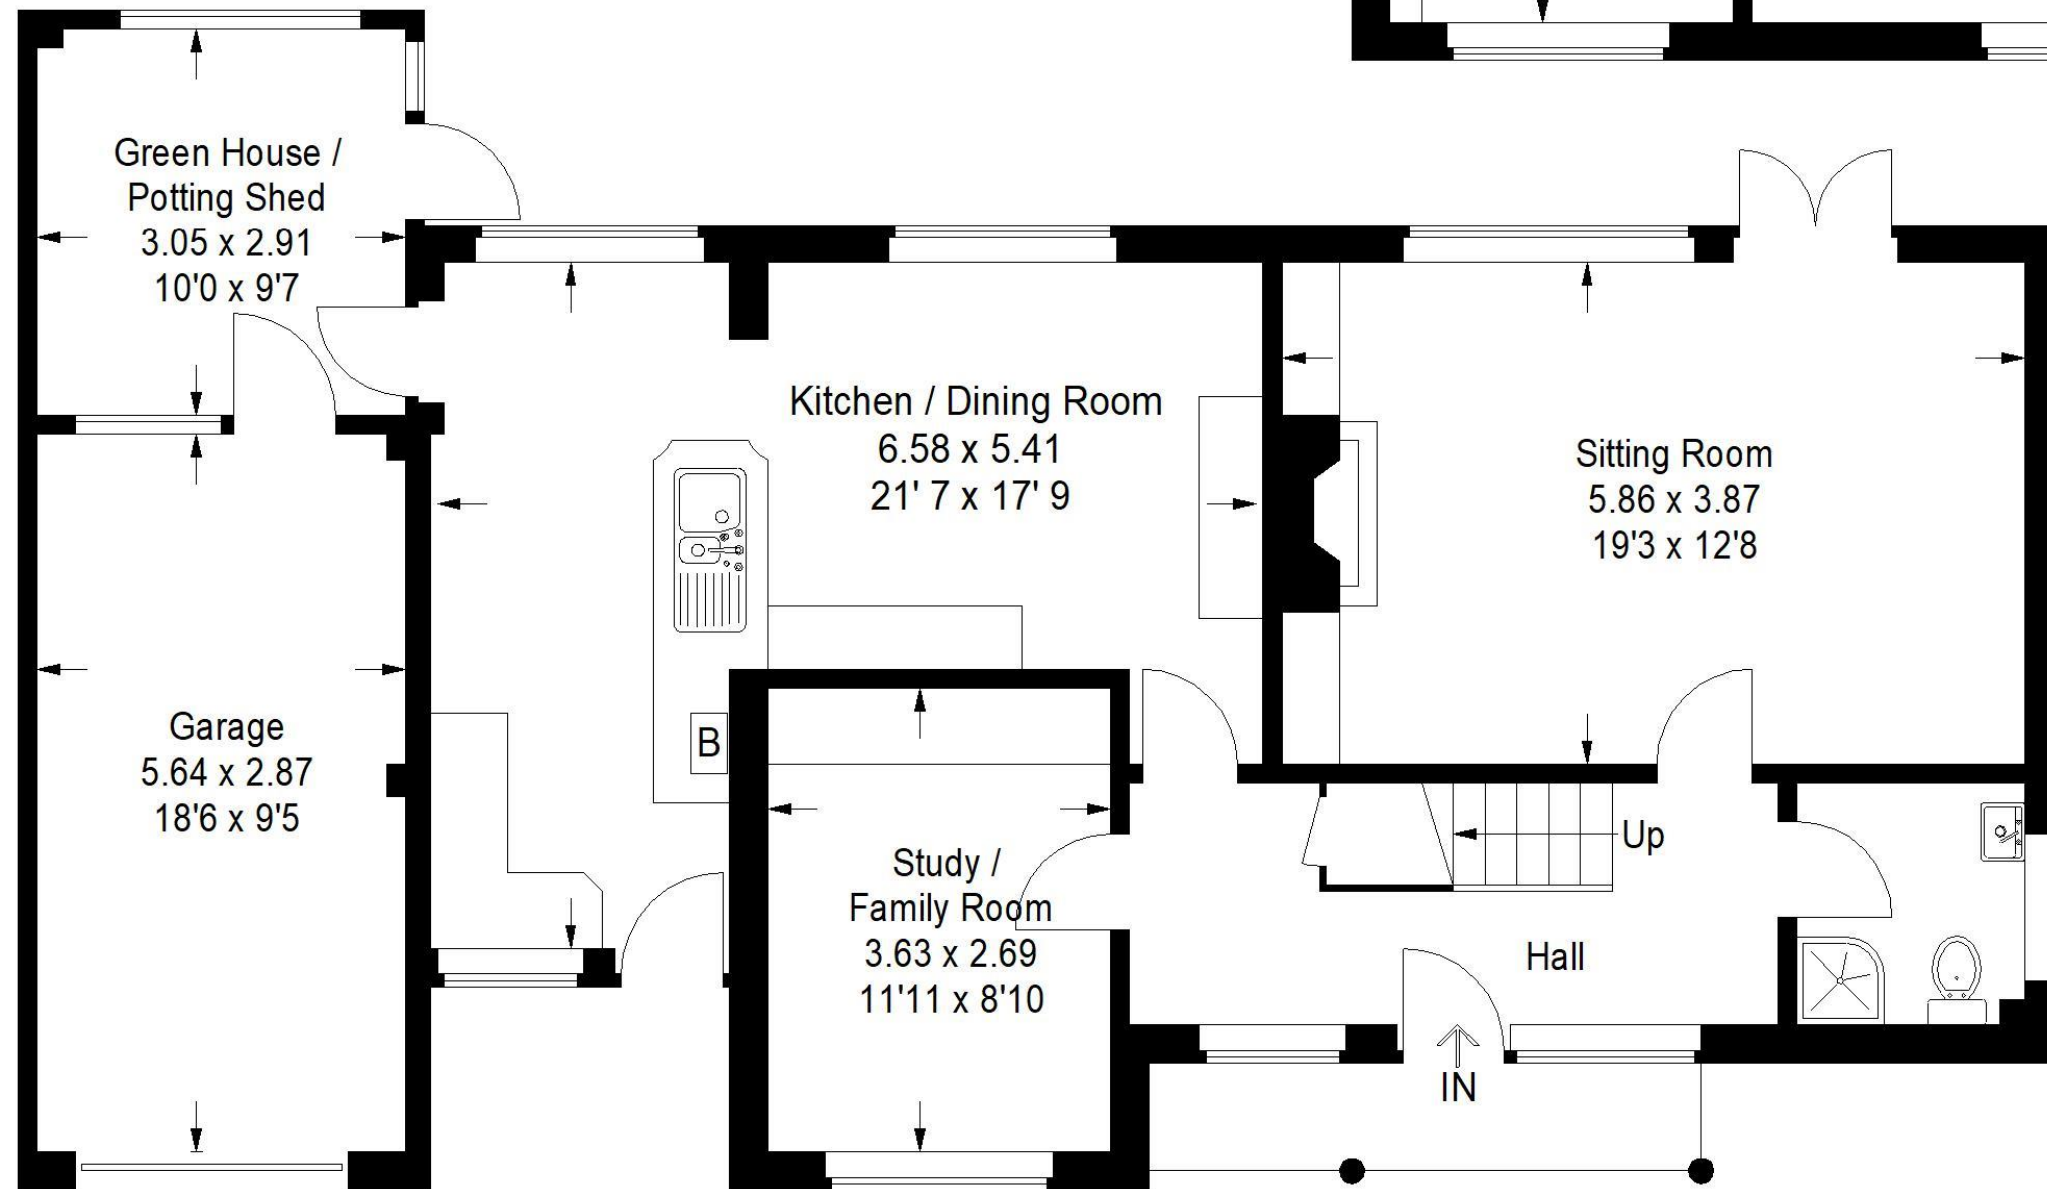 Green House /
Potting Shed
3.05 x 2.91
10'0 x 9'7
Kitchen / Dining Room
6.58 x 5.41
21' 7 x 17' 9
Sitting Room
5.86 x 3.87
19'3 x 12'8
Garage
5.64 x 2.87
18'6 x 9'5
B
Study /
Family Room
3.63 x 2.69
11'11 x 8'10
Up
Hall
IN